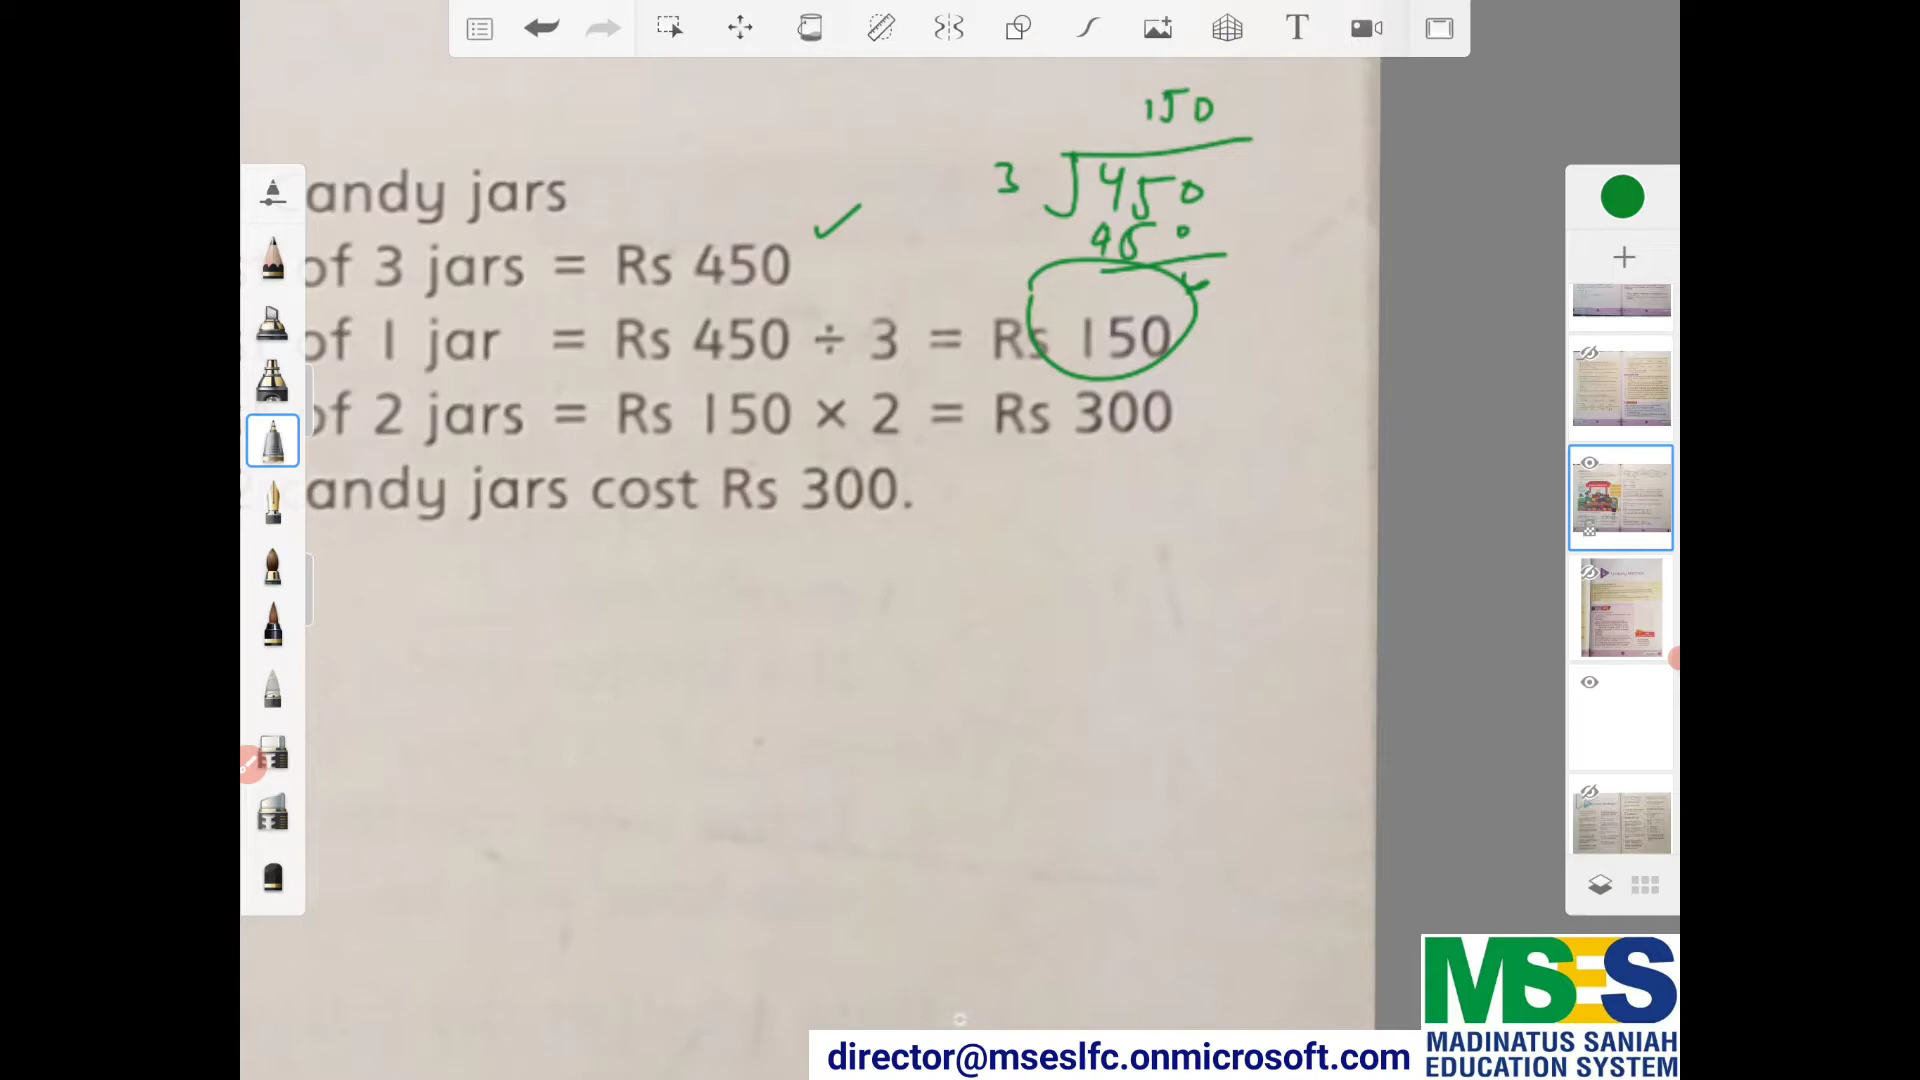 150
3 450
450
andy jars
of 3 jars = Rs 450
of 1 jar = Rs 450 ÷ 3 = Rs 150
of 2 jars = Rs 150 × 2 = Rs 300
andy jars cost Rs 300.
T
MSES
MADINATUS SANIAH
EDUCATION SYSTEM
director@mseslfc.onmicrosoft.com